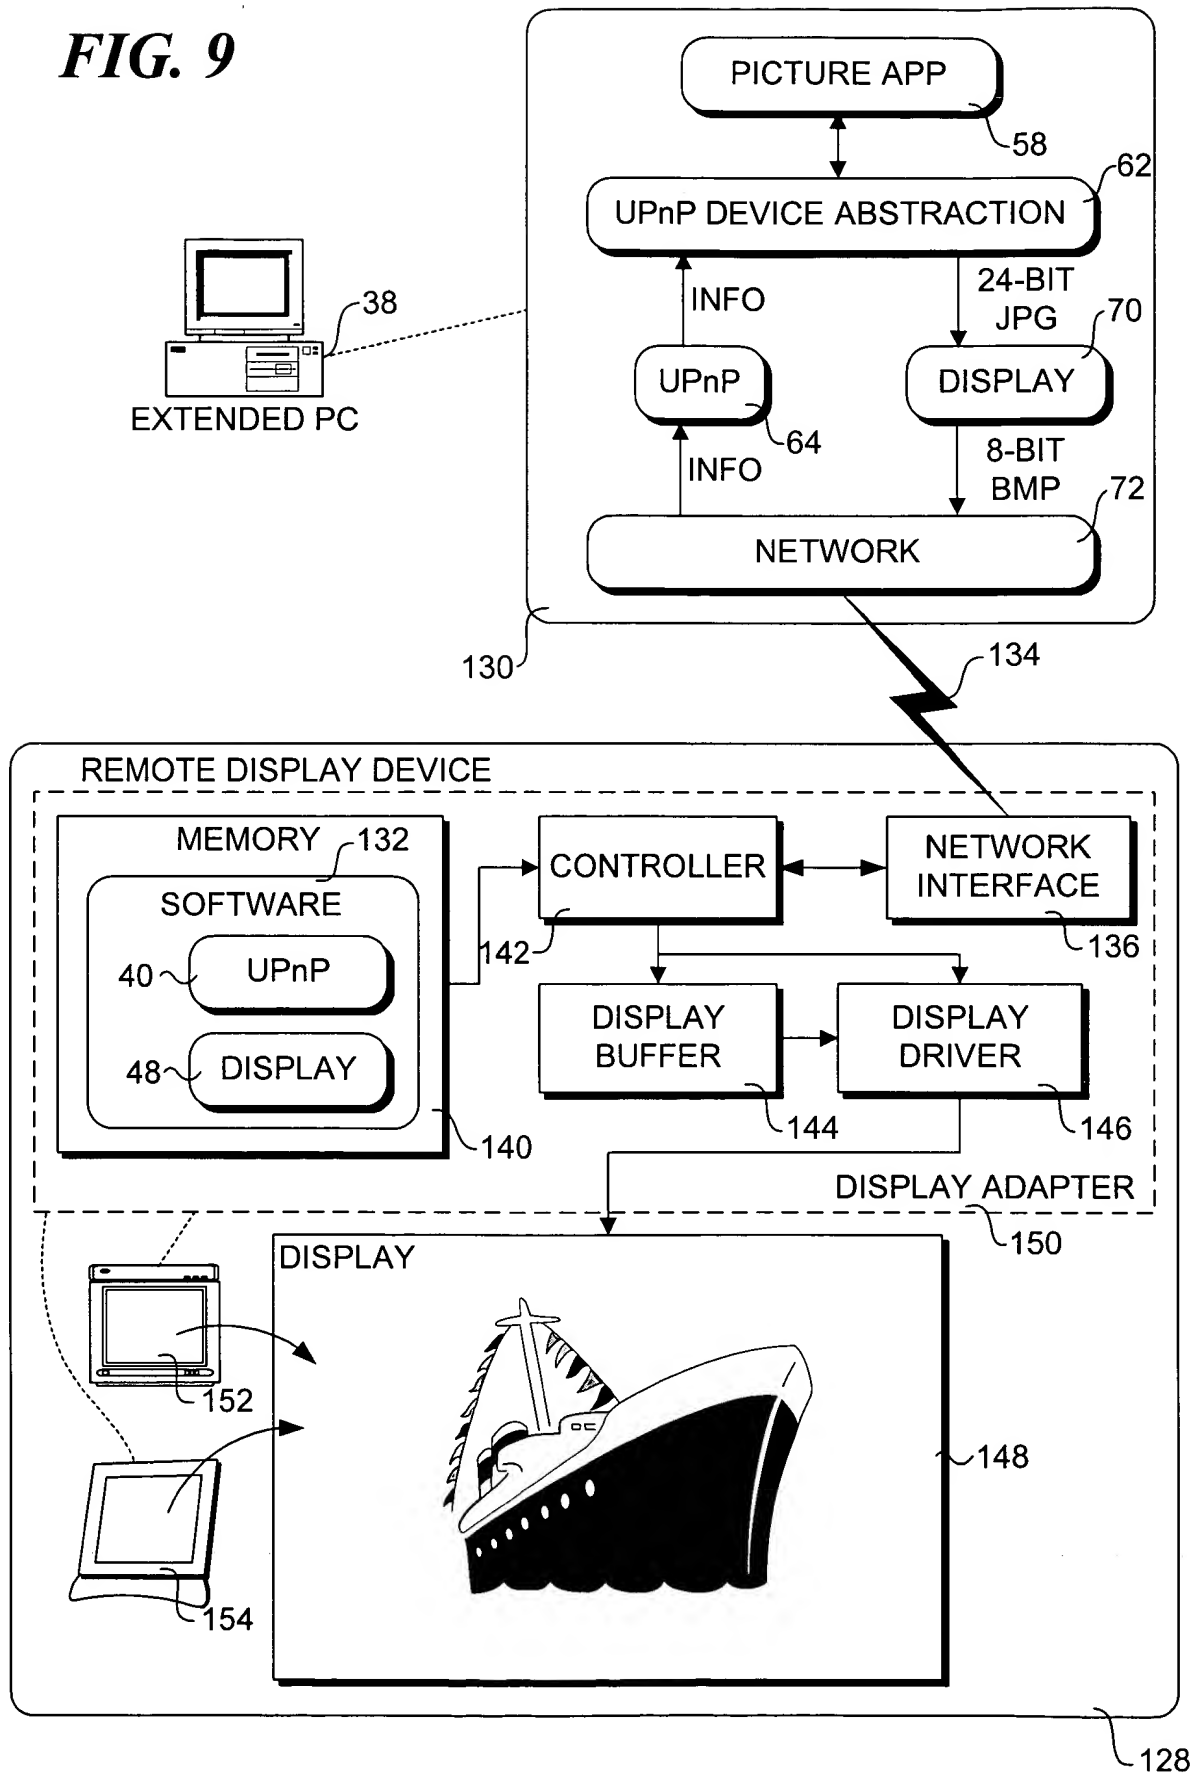 FIG. 9
PICTURE APP
58
62
UPnP DEVICE ABSTRACTION
INFO
24-BIT
JPG
38
70
UPnP
DISPLAY
EXTENDED PC
64
INFO
8-BIT
BMP
72
NETWORK
130
134
REMOTE DISPLAY DEVICE
MEMORY
132
SOFTWARE
40
UPnP
48
DISPLAY
140
CONTROLLER
142
NETWORK
INTERFACE
136
DISPLAY
BUFFER
144
DISPLAY
DRIVER
146
DISPLAY ADAPTER
150
DISPLAY
152
148
154
128